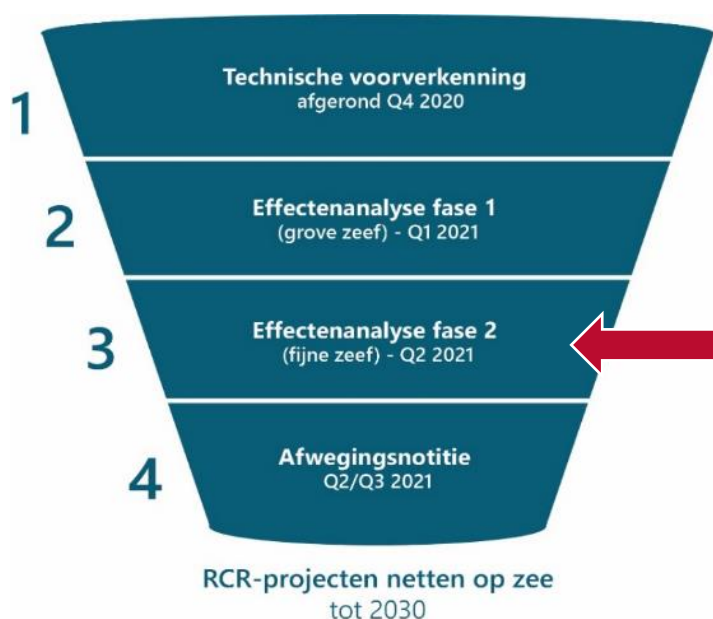 1
Technische voorverkenning
afgerond Q4 2020
2
Effectenanalyse fase 1
(grove zeef) - Q1 2021
3
Effectenanalyse fase 2
(fijne zeef) - Q2 2021
4
Afwegingsnotitie
Q2/Q3 2021
RCR-projecten netten op zee
tot 2030